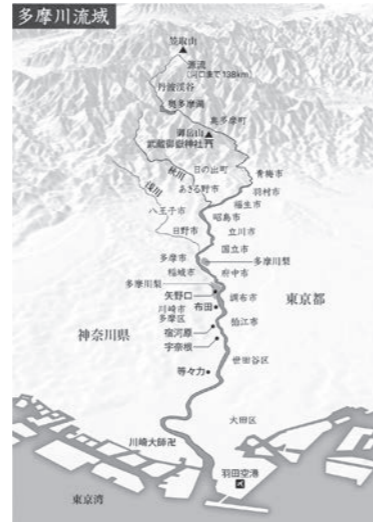 多摩川流域
笠取山
源流
(河口まで138km)
丹波渓谷
奥多摩湖
奥多摩町
御岳山
武蔵御嶽神社
日の出町
青梅市
秋川
浅川
あきる野市
羽村市
福生市
八王子市
昭島市
立川市
日野市
国立市
多摩市
多摩川梨
稲城市
府中市
多摩川梨
矢野口
調布市
東京都
川崎市
多摩区
布田
狛江市
神奈川県
宿河原
宇奈根
世田谷区
等々力
大田区
川崎大師卍
羽田空港
東京湾